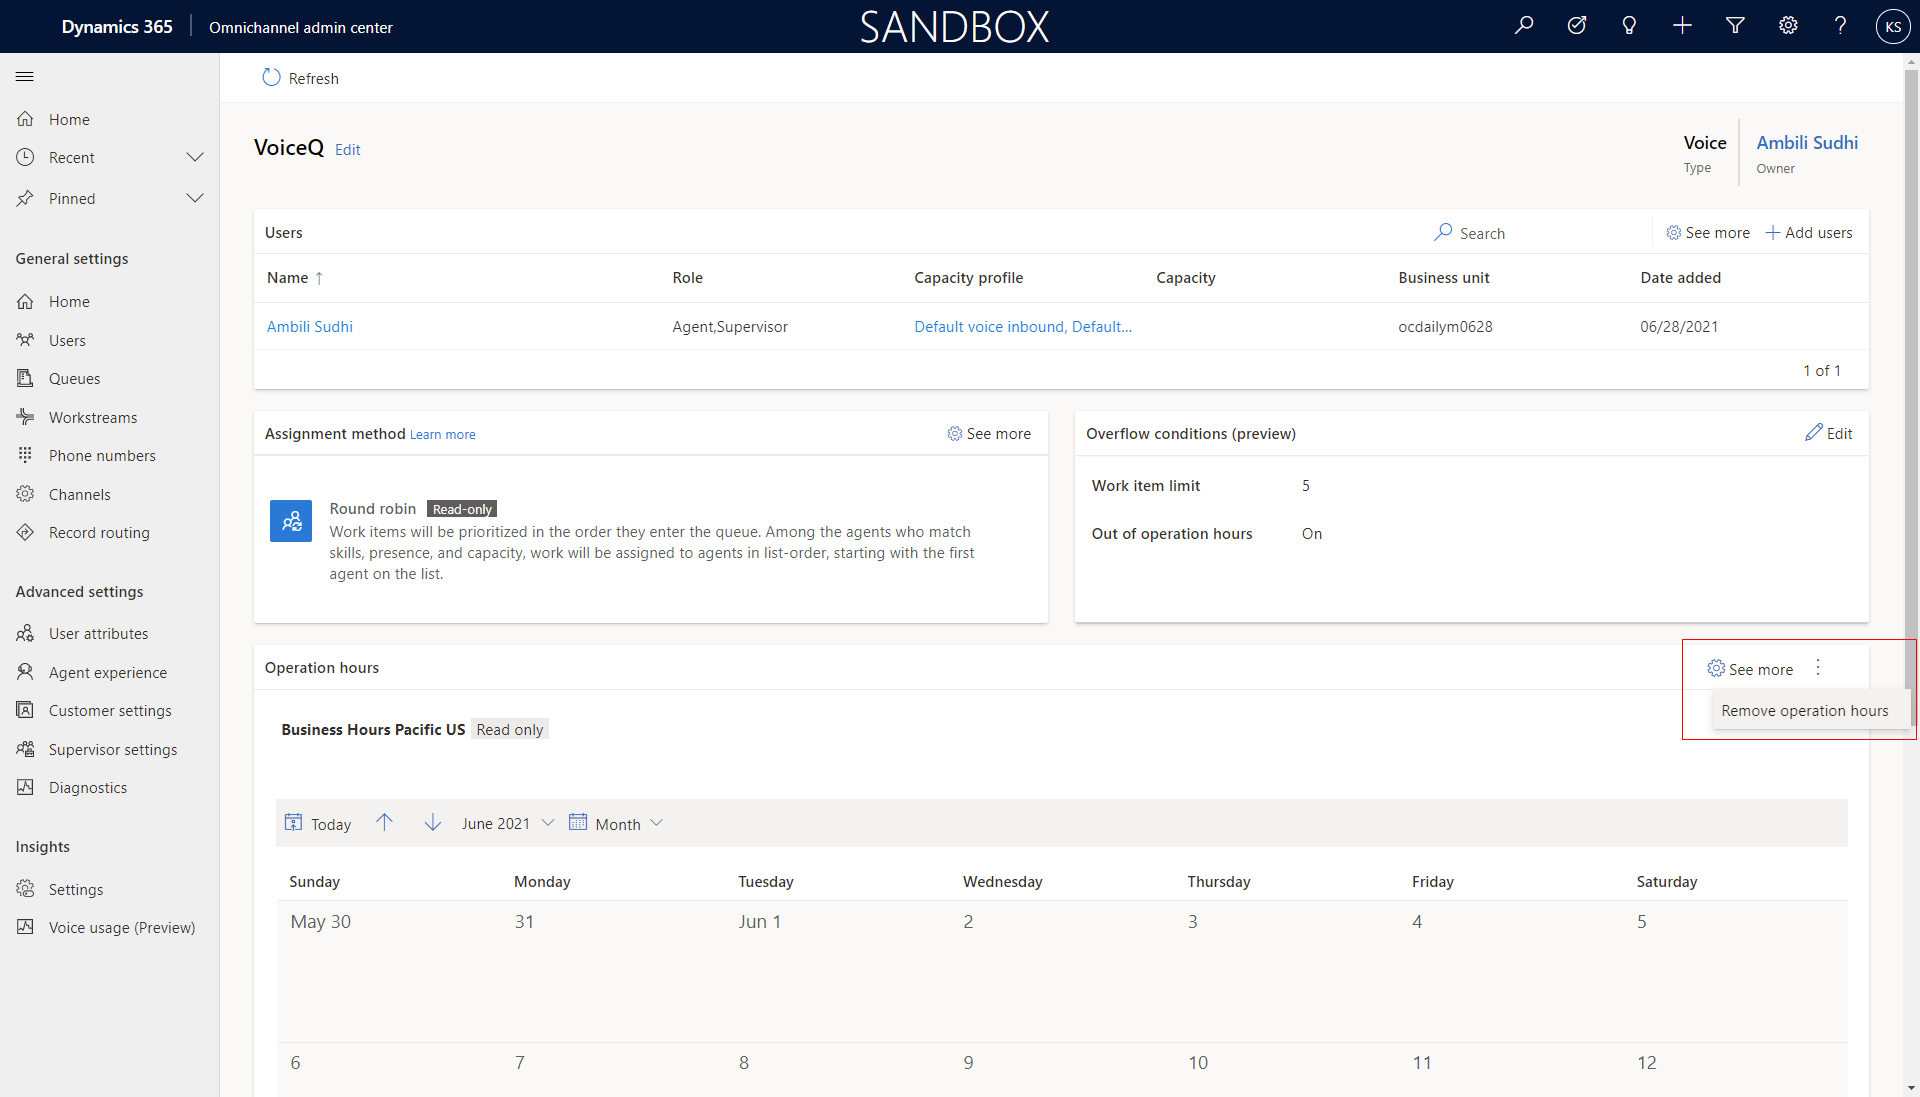 Dynamics 365 Omnichannel admin center SANDBOX KS
Refresh
Home
Recent
Pinned
General settings
Home
Users
Queues
Workstreams
Phone numbers
Channels
Record routing
Advanced settings
User attributes
Agent experience
Customer settings
Supervisor settings
Diagnostics
Insights
Settings
Voice usage (Preview)
VoiceQ Edit
Voice Ambili Sudhi
Type Owner
Users Search See more Add users
Name ↑ Role Capacity profile Capacity Business unit Date added
Ambili Sudhi Agent,Supervisor Default voice inbound, Default... ocdailym0628 06/28/2021
1 of 1
Assignment method Learn more See more
Round robin Read-only
Work items will be prioritized in the order they enter the queue. Among the agents who match
skills, presence, and capacity, work will be assigned to agents in list-order, starting with the first
agent on the list.
Overflow conditions (preview) Edit
Work item limit 5
Out of operation hours On
Operation hours See more
Remove operation hours
Business Hours Pacific US Read only
Today June 2021 Month
Sunday Monday Tuesday Wednesday Thursday Friday Saturday
May 30 31 Jun 1 2 3 4 5
6 7 8 9 10 11 12